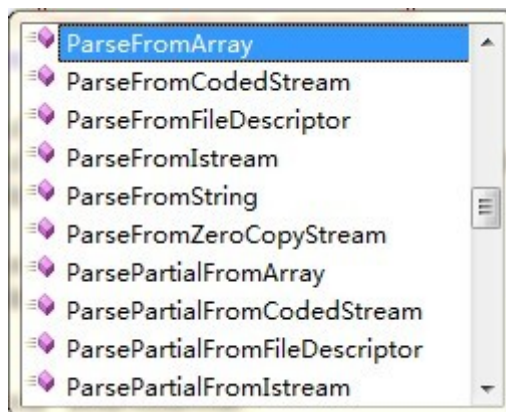 ParseFromArray
ParseFromCodedStream
ParseFromFileDescriptor
ParseFromIstream
ParseFromString
ParseFromZeroCopyStream
ParsePartialFromArray
ParsePartialFromCodedStream
ParsePartialFromFileDescriptor
ParsePartialFromIstream